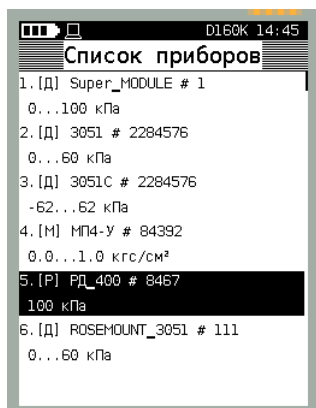 D160K 14:45
Список приборов
1.[Д] Super_MODULE # 1
0...100 кПа
2.[Д] 3051 # 2284576
0...60 кПа
3.[Д] 3051С # 2284576
-62...62 кПа
4.[М] МП4-У # 84392
0.0...1.0 кгс/см²
5.[Р] РД_400 # 8467
100 кПа
6.[Д] ROSEMOUNT_3051 # 111
0...60 кПа